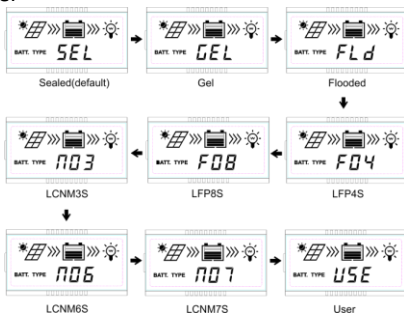 BATT. TYPE SEL
BATT. TYPE GEL
BATT. TYPE FLd
Sealed(default)
Gel
Flooded
BATT. TYPE N03
BATT. TYPE F08
BATT. TYPE F04
LCNM3S
LFP8S
LFP4S
BATT. TYPE N06
BATT. TYPE N07
BATT. TYPE USE
LCNM6S
LCNM7S
User